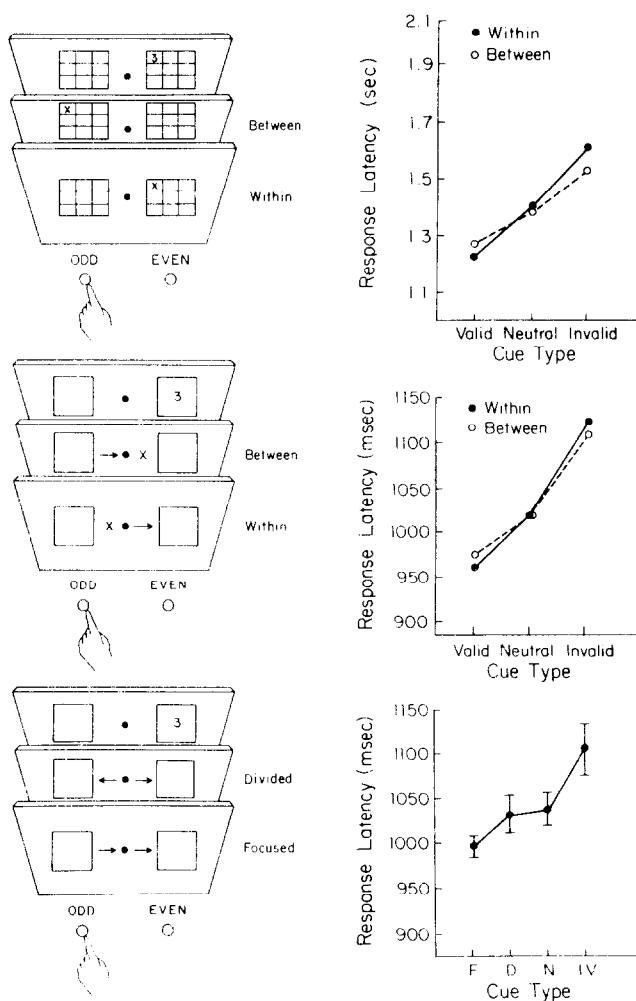 3
x
Between
x
Within
ODD EVEN
Response Latency (sec)
2.1
1.9
1.7
1.5
1.3
1.1
Within
Between
Valid Neutral Invalid
Cue Type
3
x
Between
x
Within
ODD EVEN
Response Latency (msec)
1150
1100
1050
1000
950
900
Within
Between
Valid Neutral Invalid
Cue Type
3
Divided
Focused
ODD EVEN
Response Latency (msec)
1150
1100
1050
1000
950
900
F D N IV
Cue Type